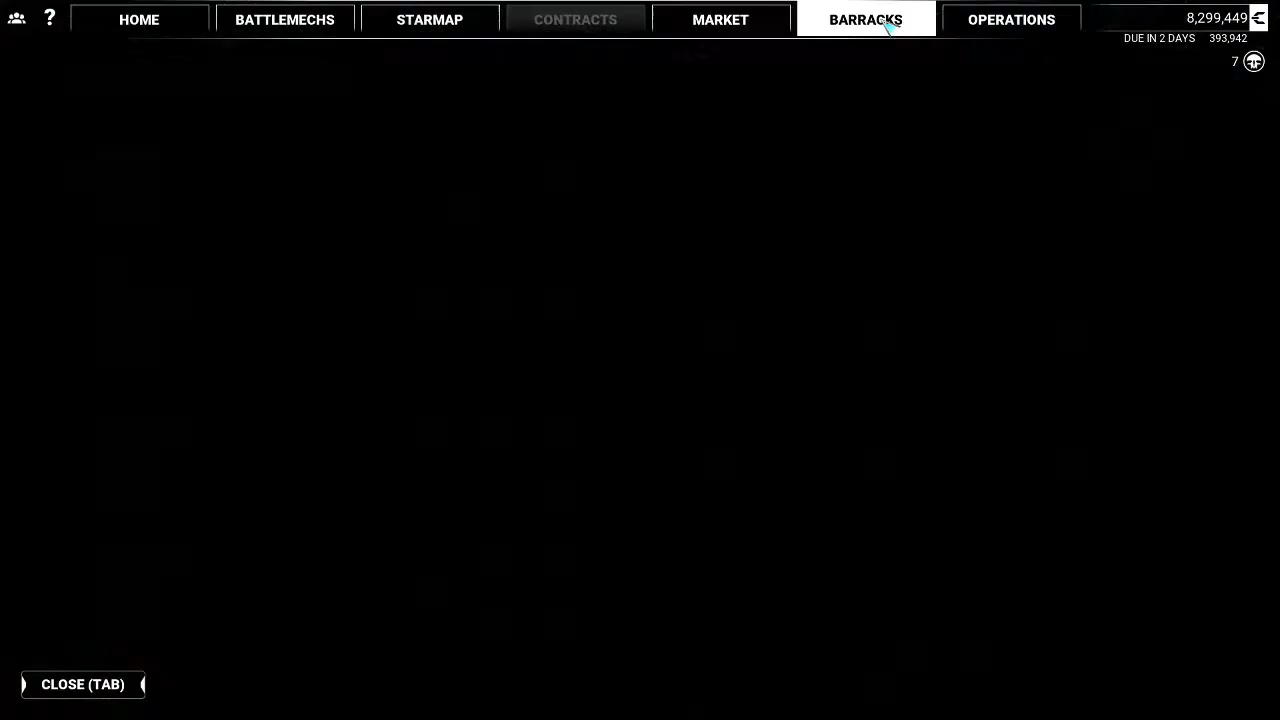 ? HOME BATTLEMECHS STARMAP CONTRACTS MARKET BARRACKS OPERATIONS 8,299,449
DUE IN 2 DAYS 393,942
7
CLOSE (TAB)